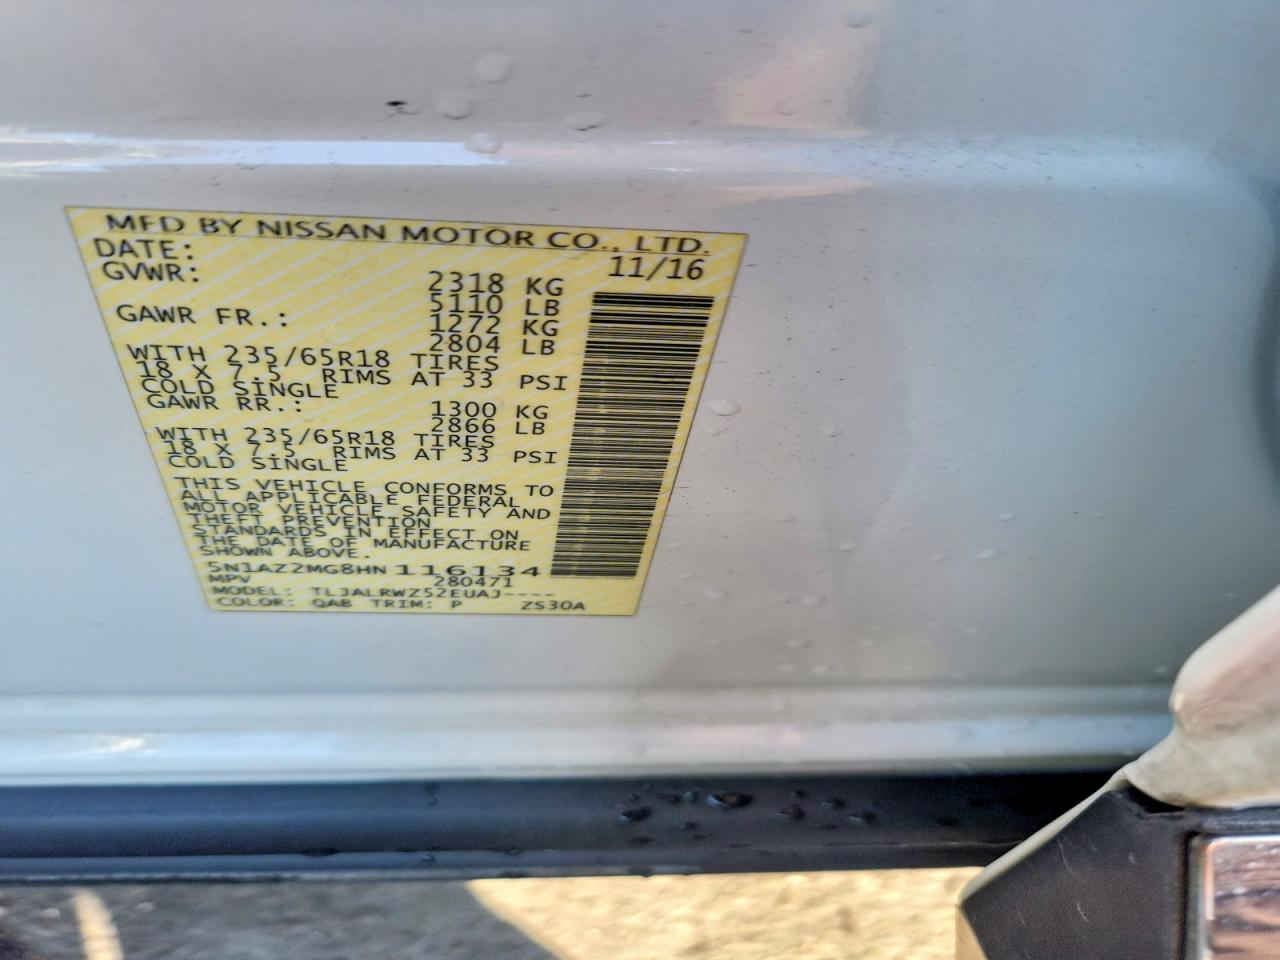 MFD BY NISSAN MOTOR CO., LTD.
DATE: 11/16
GVWR: 2318 KG
5110 LB
GAWR FR.: 1272 KG
2804 LB
WITH 235/65R18 TIRES
18 X 7.5 RIMS AT 33 PSI
COLD SINGLE
GAWR RR.: 1300 KG
2866 LB
WITH 235/65R18 TIRES
18 X 7.5 RIMS AT 33 PSI
COLD SINGLE
THIS VEHICLE CONFORMS TO
ALL APPLICABLE FEDERAL
MOTOR VEHICLE SAFETY AND
THEFT PREVENTION
STANDARDS IN EFFECT ON
THE DATE OF MANUFACTURE
SHOWN ABOVE.
5N1AZ2MG8HN116134
MPV 280471
MODEL: TLJALRWZ52EUAJ----
COLOR: QAB TRIM: P ZS30A